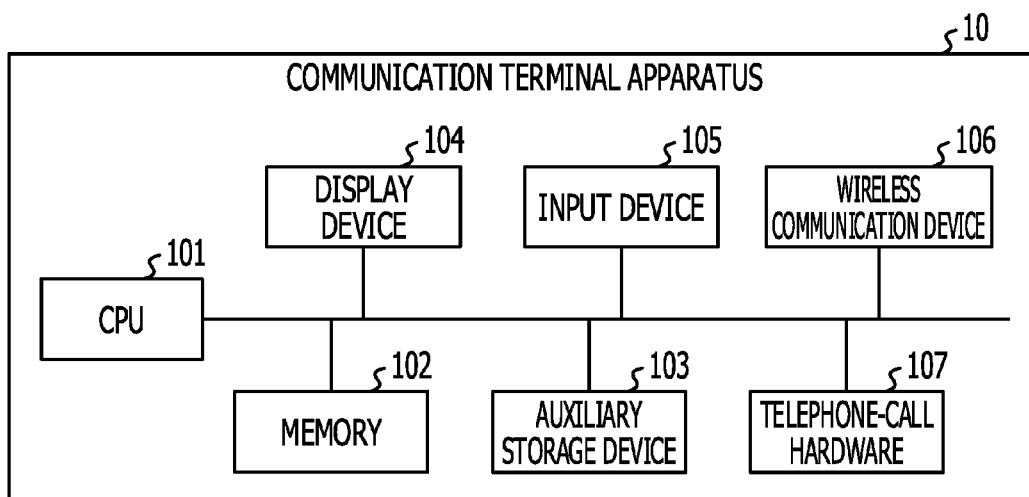 10
COMMUNICATION TERMINAL APPARATUS
104
DISPLAY
DEVICE
105
INPUT DEVICE
106
WIRELESS
COMMUNICATION DEVICE
101
CPU
102
MEMORY
103
AUXILIARY
STORAGE DEVICE
107
TELEPHONE-CALL
HARDWARE